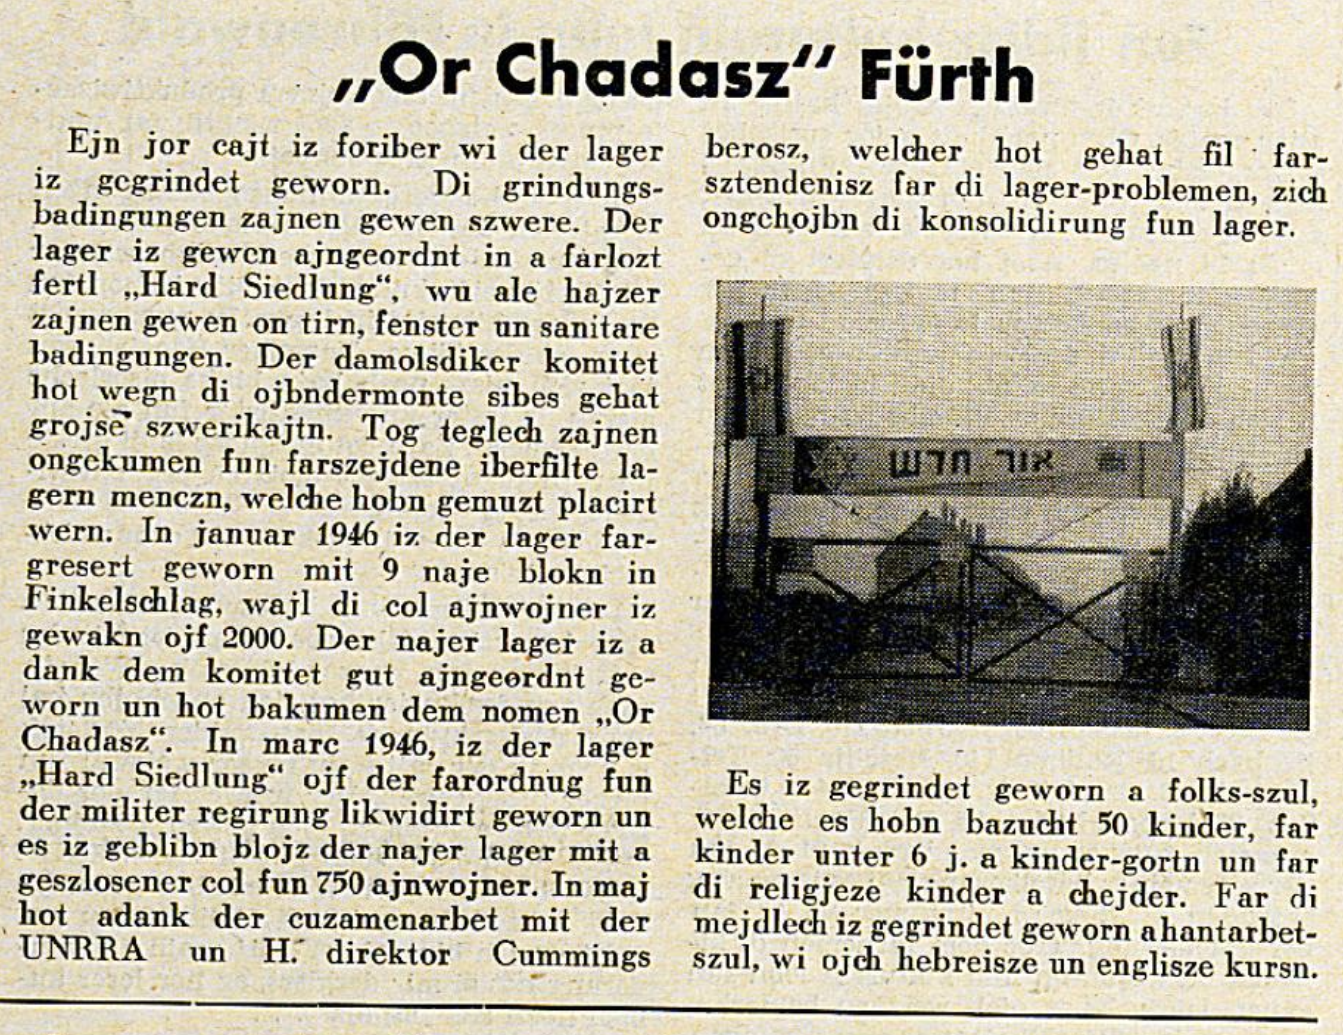 „Or Chadasz“ Fürth
Ejn jor cajt iz foriber wi der lager
iz gegrindet geworn. Di grindungs-
badingungen zajnen gewen szwere. Der
lager iz gewen ajngeordnt in a farlozt
fertl „Hard Siedlung“, wu ale hajzer
zajnen gewen on tirn, fenster un sanitare
badingungen. Der damolsdiker komitet
hot wegn di ojbndermonte sibes gehat
grojse szwerikajtn. Tog teglech zajnen
ongekumen fun farszejdene iberfilte la-
gern menczn, welche hobn gemuzt placirt
wern. In januar 1946 iz der lager far-
gresert geworn mit 9 naje blokn in
Finkelschlag, wajl di col ajnwojner iz
gewakn ojf 2000. Der najer lager iz a
dank dem komitet gut ajngeordnt ge-
worn un hot bakumen dem nomen „Or
Chadasz“. In marc 1946, iz der lager
„Hard Siedlung“ ojf der farordnug fun
der militer regirung likwidirt geworn un
es iz geblibn blojz der najer lager mit a
geszlosener col fun 750 ajnwojner. In maj
hot adank der cuzamenarbet mit der
UNRRA un H. direktor Cummings
berosz, welcher hot gehat fil far-
sztendenisz far di lager-problemen, zich
ongehojbn di konsolidirung fun lager.
אור חדש
Es iz gegrindet geworn a folks-szul,
welche es hobn bazucht 50 kinder, far
kinder unter 6 j. a kinder-gortn un far
di religjeze kinder a chejder. Far di
mejdlech iz gegrindet geworn a hantarbet-
szul, wi ojch hebreisze un englisze kursn.